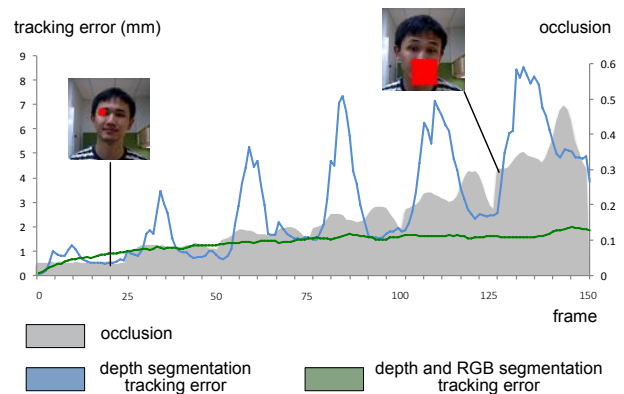 tracking error (mm)
occlusion
9
8
7
6
5
4
3
2
1
0
0.6
0.5
0.4
0.3
0.2
0.1
0
0 25 50 75 100 125 150
frame
occlusion
depth segmentation
tracking error
depth and RGB segmentation
tracking error